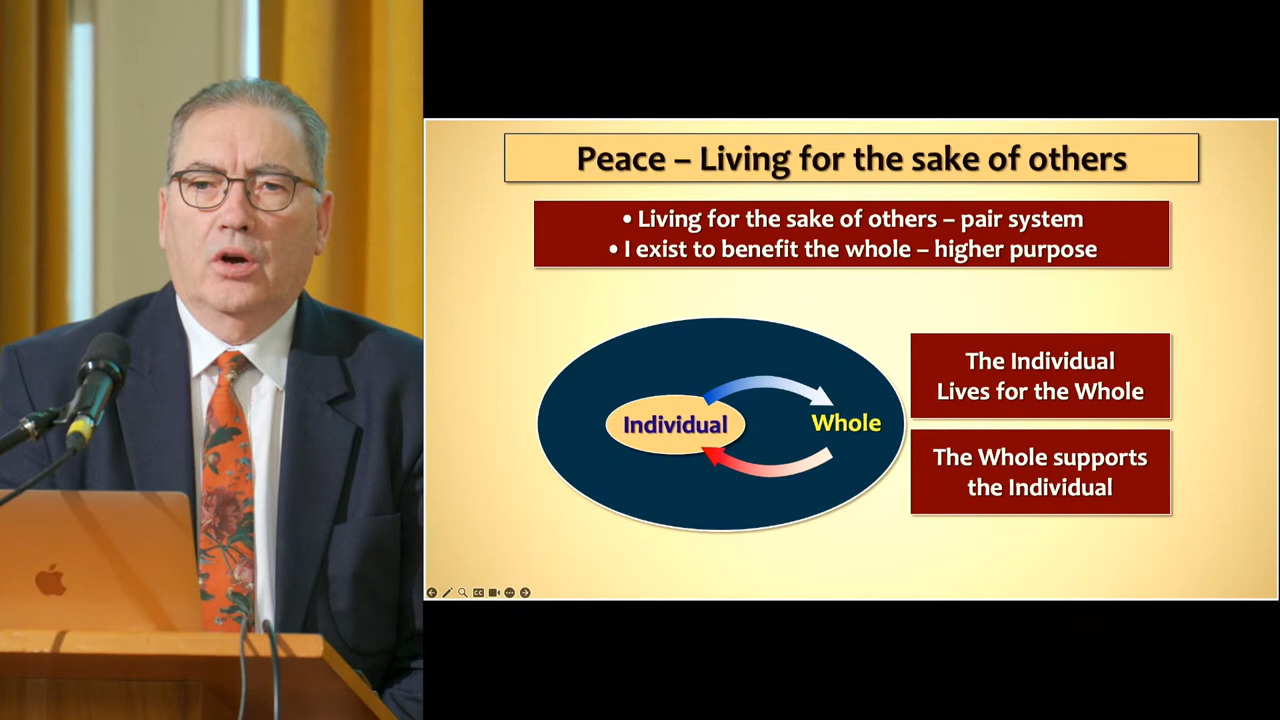 Peace – Living for the sake of others
• Living for the sake of others – pair system
• I exist to benefit the whole – higher purpose
Individual
Whole
The Individual
Lives for the Whole
The Whole supports
the Individual
CC